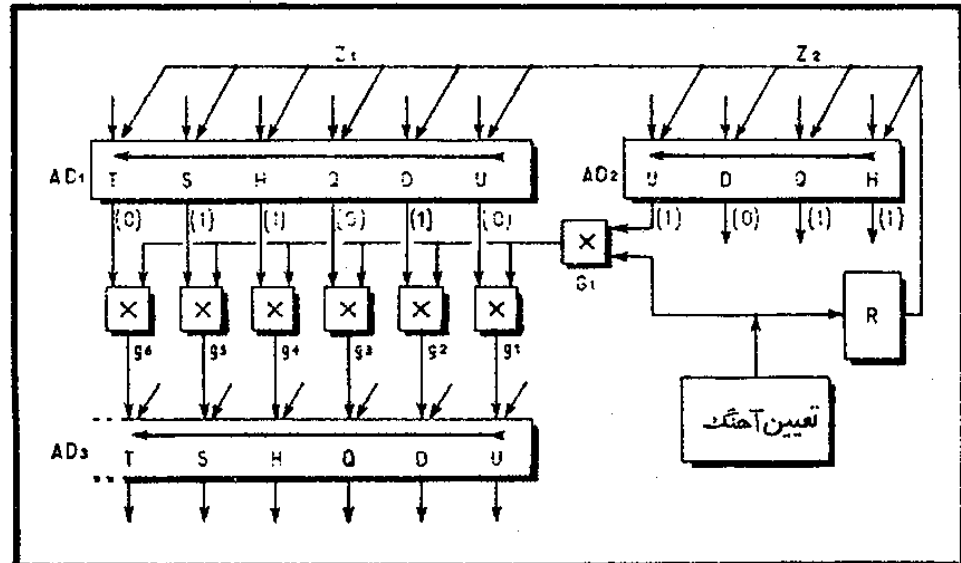 Z₁ Z₂
AD₁ T S H Q D U
AD₂ U D Q H
(0) (1) (1) (0) (1) (0)
(1) (0) (1) (1)
× G₁
× × × × × ×
g₆ g₅ g₄ g₃ g₂ g₁
R
تعیین آهنگ
AD₃ T S H Q D U